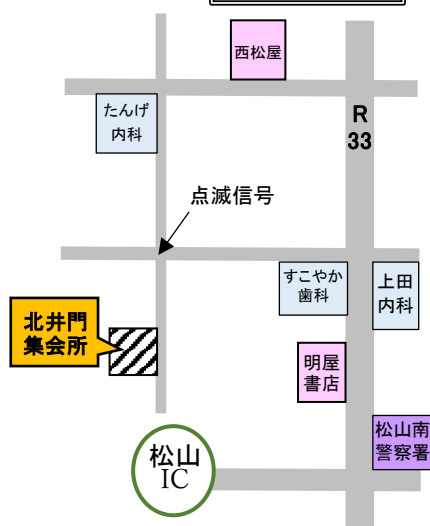 西松屋
たんげ
内科
R
33
点滅信号
すこやか
歯科
上田
内科
北井門
集会所
明屋
書店
松山南
警察署
松山
IC